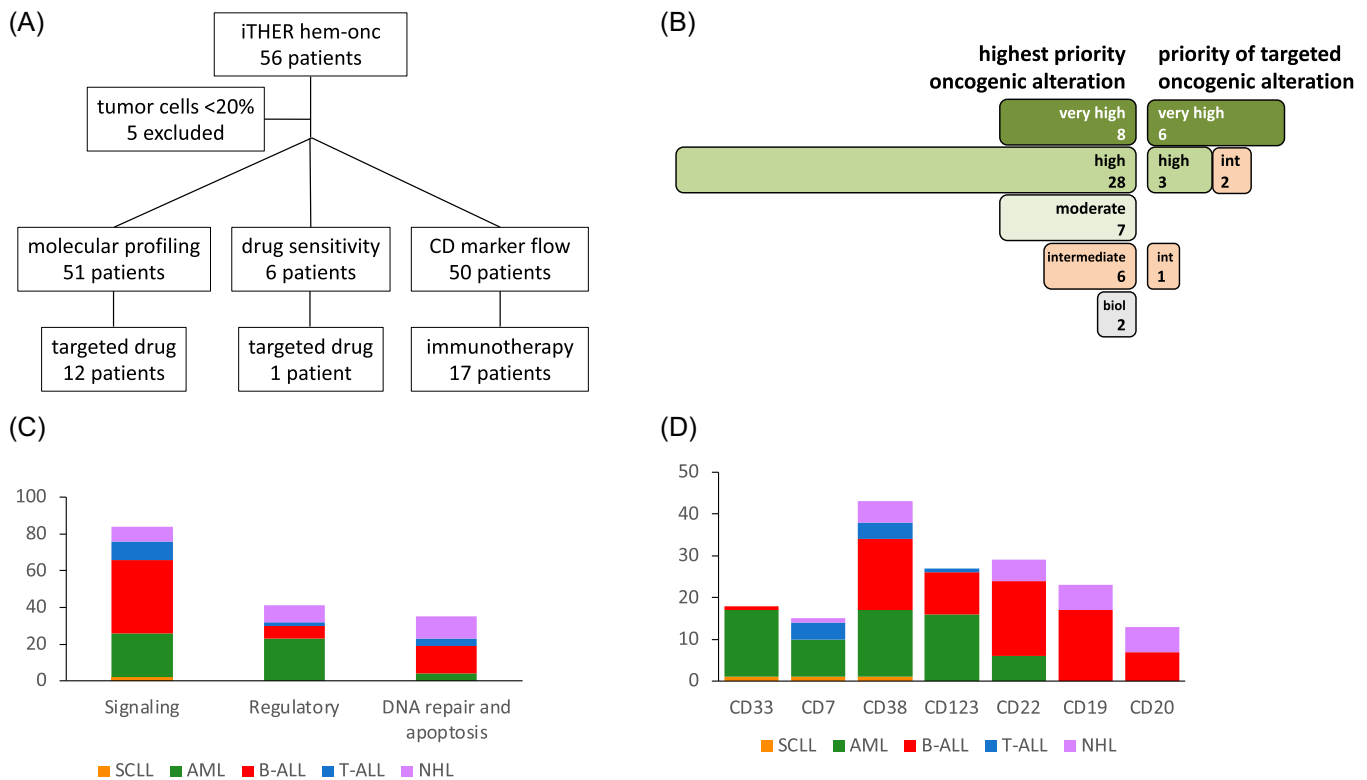 (A)
iTHER hem-onc
56 patients
tumor cells <20%
5 excluded
molecular profiling
51 patients
drug sensitivity
6 patients
CD marker flow
50 patients
targeted drug
12 patients
targeted drug
1 patient
immunotherapy
17 patients
(B)
highest priority
oncogenic alteration
priority of targeted
oncogenic alteration
very high
8
very high
6
high
28
high
3
int
2
moderate
7
intermediate
6
int
1
biol
2
(C)
100
80
60
40
20
0
Signaling
Regulatory
DNA repair and
apoptosis
SCLL AML B-ALL T-ALL NHL
(D)
50
40
30
20
10
0
CD33 CD7 CD38 CD123 CD22 CD19 CD20
SCLL AML B-ALL T-ALL NHL